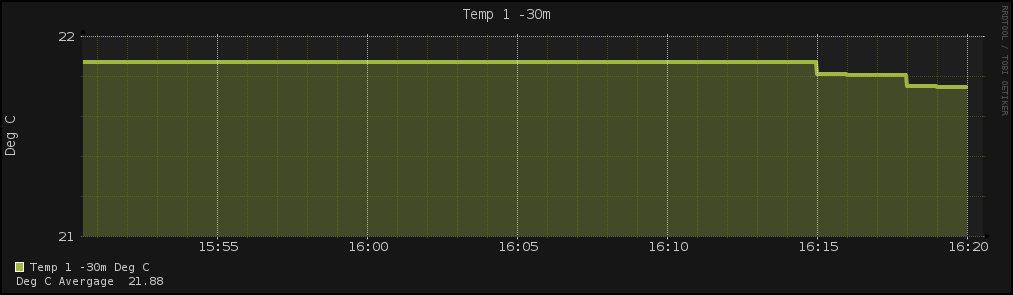 Temp 1 -30m
RRDTOOL / TOBI OETIKER
22
Deg C
21
15:55 16:00 16:05 16:10 16:15 16:20
Temp 1 -30m Deg C
Deg C Avergage 21.88